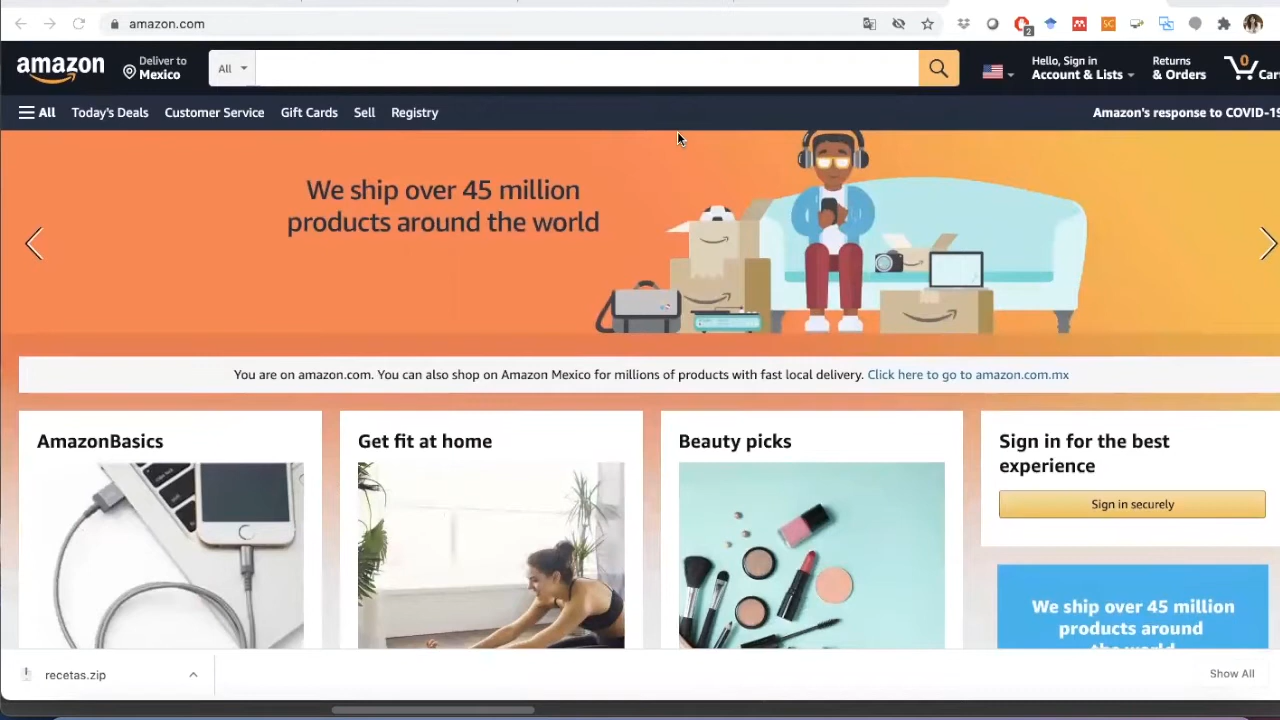 amazon.com
2
amazon
Deliver to
Mexico
All
Hello, Sign in
Account & Lists
Returns
& Orders
0
All
Today's Deals
Customer Service
Gift Cards
Sell
Registry
Amazon's response to COVID-19
We ship over 45 million
products around the world
You are on amazon.com. You can also shop on Amazon Mexico for millions of products with fast local delivery. Click here to go to amazon.com.mx
AmazonBasics
Get fit at home
Beauty picks
Sign in for the best
experience
Sign in securely
We ship over 45 million
products around
the world
recetas.zip
Show All